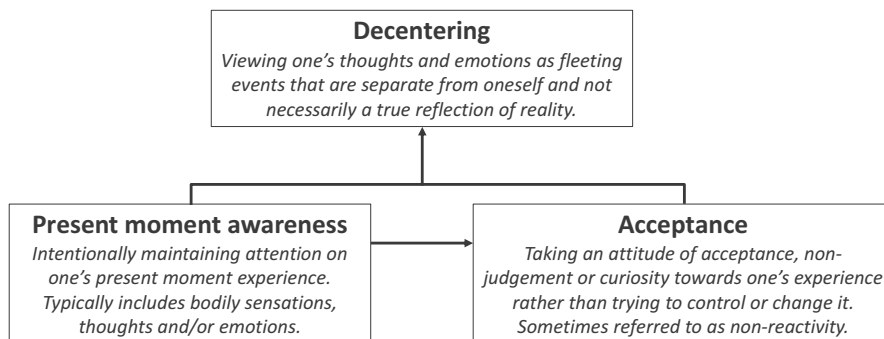 Decentering
Viewing one’s thoughts and emotions as fleeting
events that are separate from oneself and not
necessarily a true reflection of reality.
Present moment awareness
Intentionally maintaining attention on
one’s present moment experience.
Typically includes bodily sensations,
thoughts and/or emotions.
Acceptance
Taking an attitude of acceptance, non-
judgement or curiosity towards one’s experience
rather than trying to control or change it.
Sometimes referred to as non-reactivity.